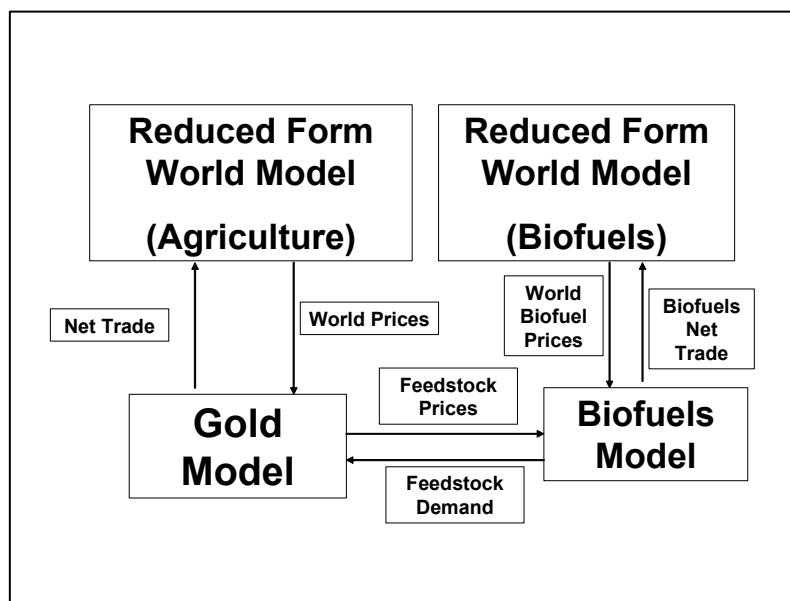 Reduced Form
World Model
(Agriculture)
Reduced Form
World Model
(Biofuels)
Net Trade
World Prices
World
Biofuel
Prices
Biofuels
Net
Trade
Feedstock
Prices
Gold
Model
Biofuels
Model
Feedstock
Demand